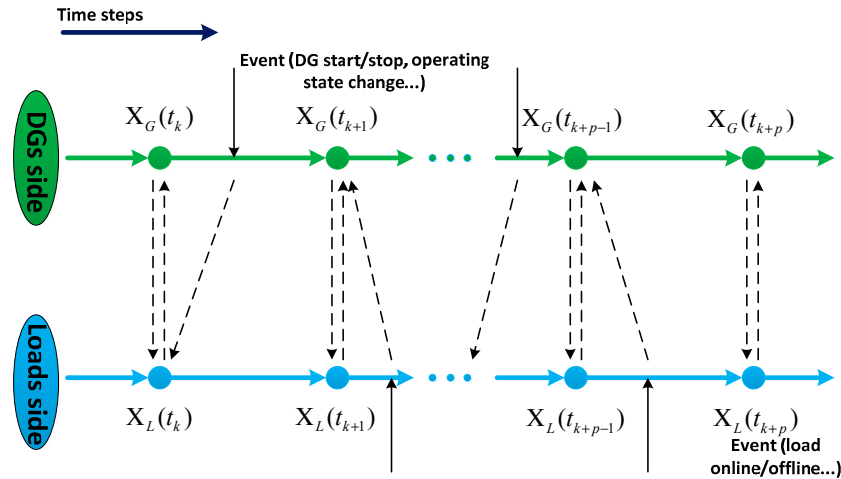 Time steps
Event (DG start/stop, operating
state change...)
DGs side
X_G(t_k)
X_G(t_{k+1})
X_G(t_{k+p-1})
X_G(t_{k+p})
Loads side
X_L(t_k)
X_L(t_{k+1})
X_L(t_{k+p-1})
X_L(t_{k+p})
Event (load
online/offline...)